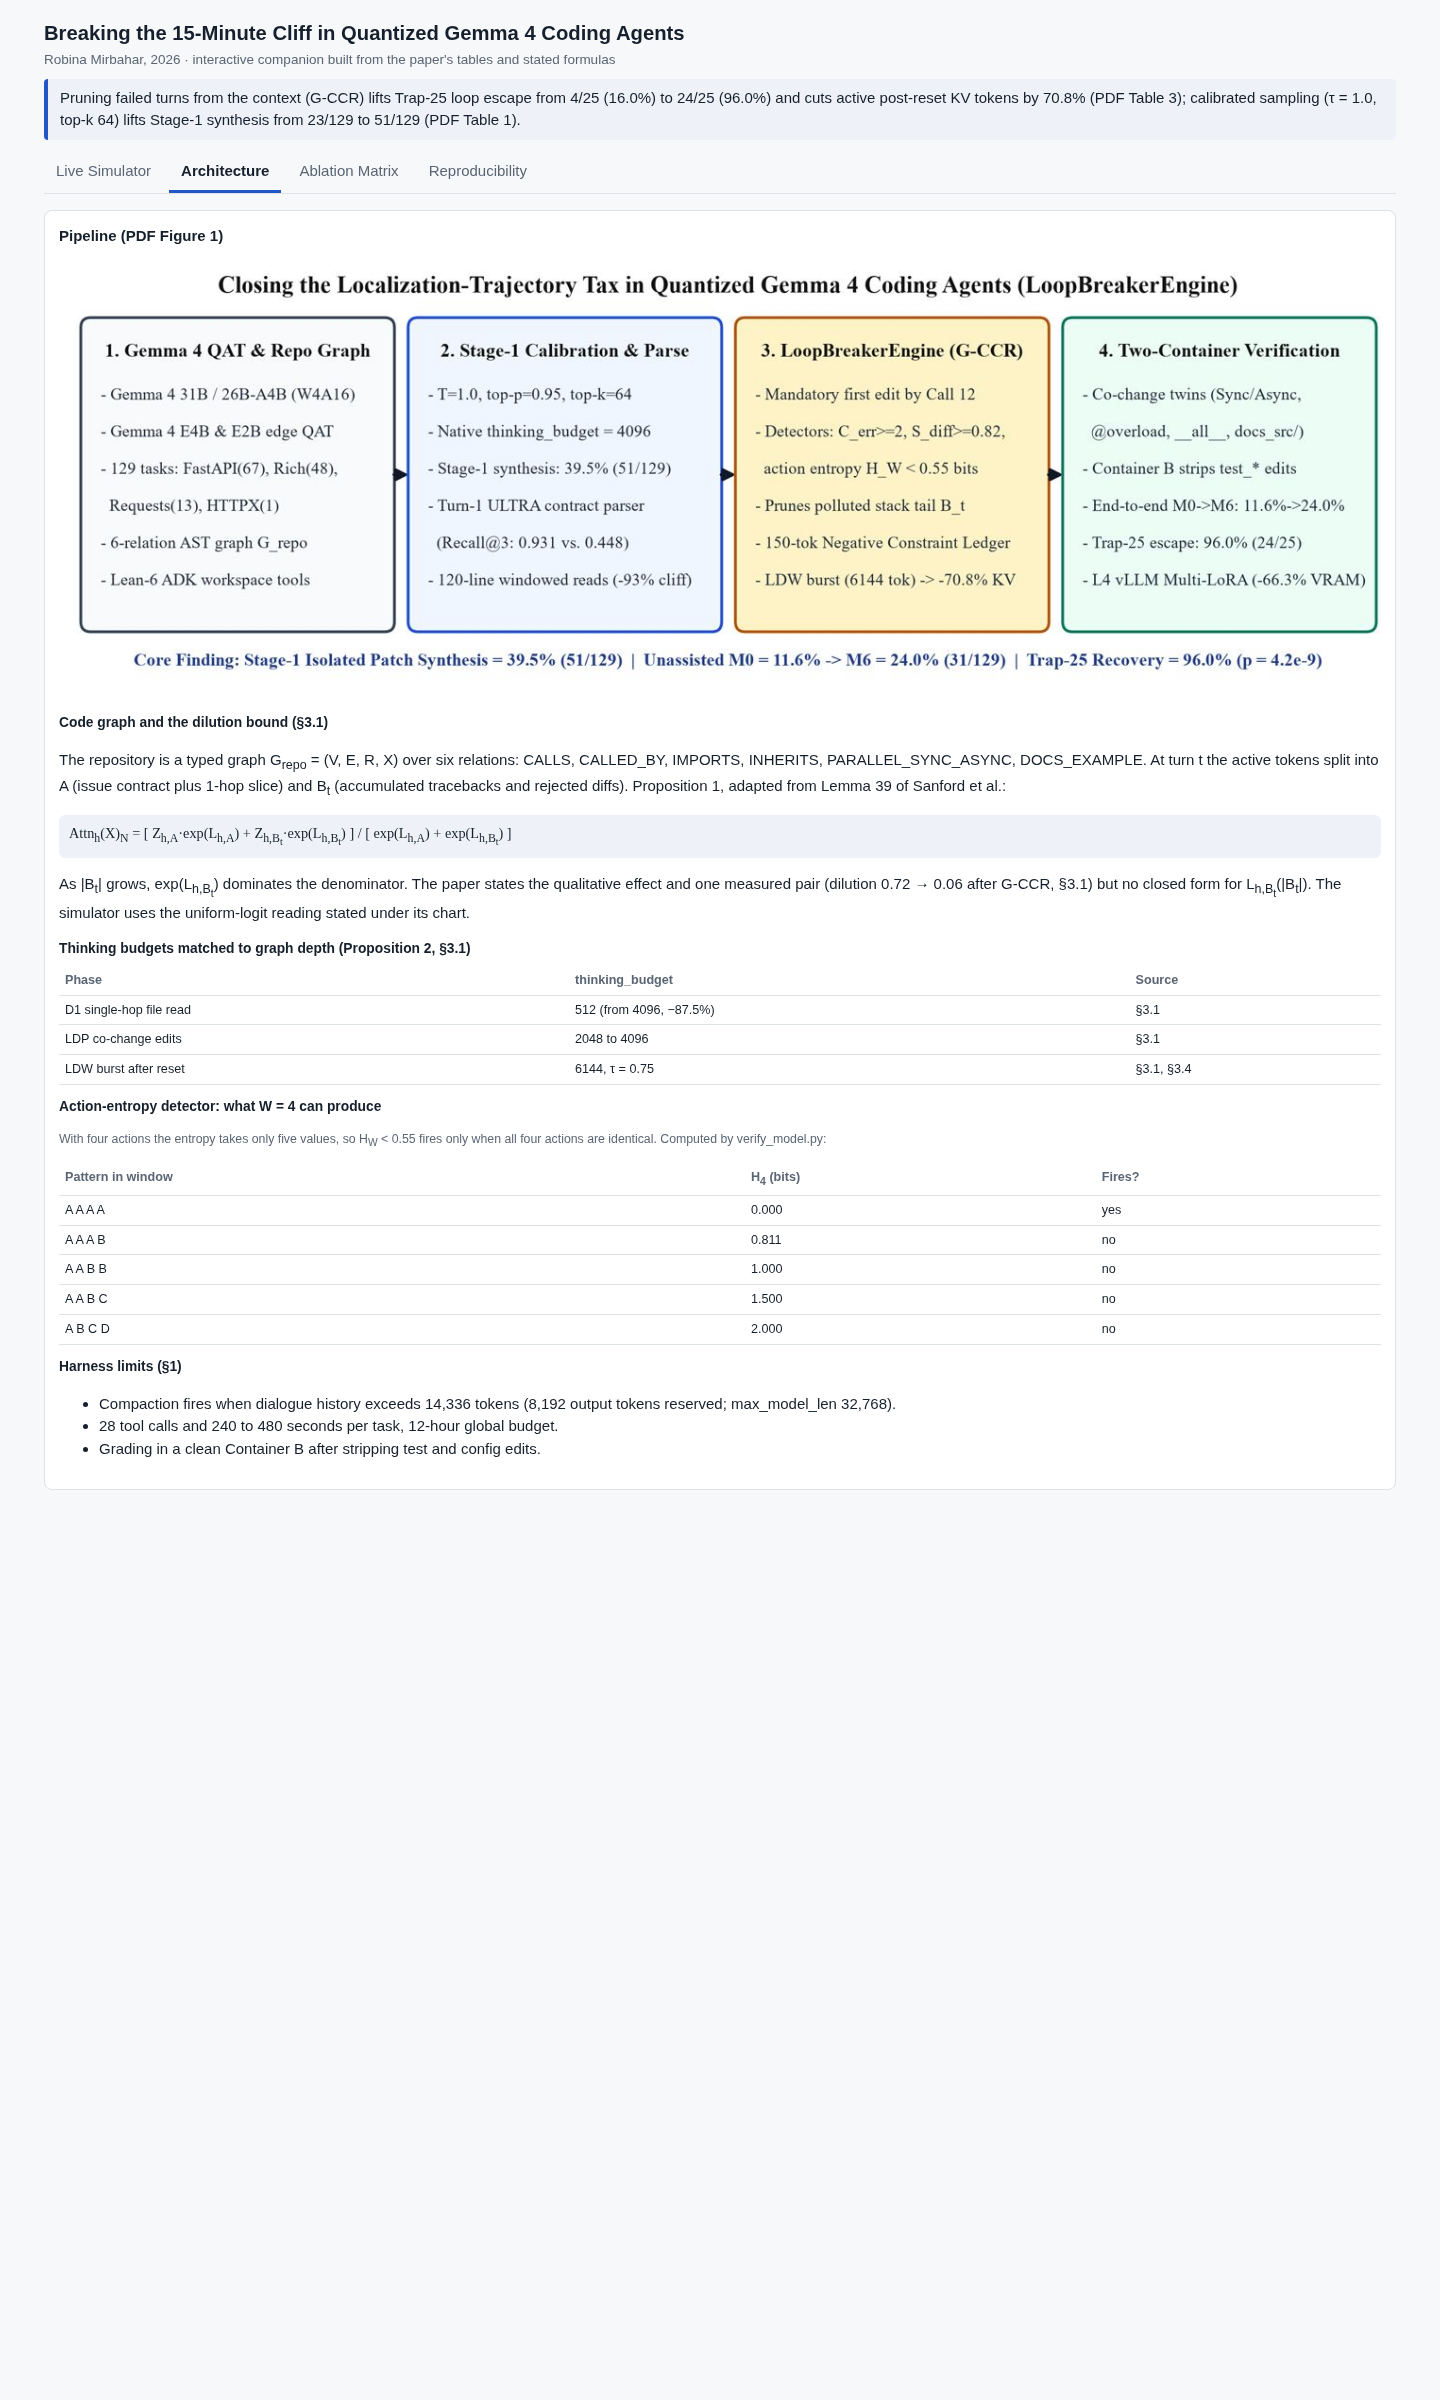 Breaking the 15-Minute Cliff in Quantized Gemma 4 Coding Agents
Robina Mirbahar, 2026 · interactive companion built from the paper's tables and stated formulas
Pruning failed turns from the context (G-CCR) lifts Trap-25 loop escape from 4/25 (16.0%) to 24/25 (96.0%) and cuts active post-reset KV tokens by 70.8% (PDF Table 3); calibrated sampling (τ = 1.0,
top-k 64) lifts Stage-1 synthesis from 23/129 to 51/129 (PDF Table 1).
Live Simulator Architecture Ablation Matrix Reproducibility
Pipeline (PDF Figure 1)
Closing the Localization-Trajectory Tax in Quantized Gemma 4 Coding Agents (LoopBreakerEngine)
1. Gemma 4 QAT & Repo Graph
- Gemma 4 31B / 26B-A4B (W4A16)
- Gemma 4 E4B & E2B edge QAT
- 129 tasks: FastAPI(67), Rich(48),
Requests(13), HTTPX(1)
- 6-relation AST graph G_repo
- Lean-6 ADK workspace tools
2. Stage-1 Calibration & Parse
- T=1.0, top-p=0.95, top-k=64
- Native thinking_budget = 4096
- Stage-1 synthesis: 39.5% (51/129)
- Turn-1 ULTRA contract parser
(Recall@3: 0.931 vs. 0.448)
- 120-line windowed reads (-93% cliff)
3. LoopBreakerEngine (G-CCR)
- Mandatory first edit by Call 12
- Detectors: C_err>=2, S_diff>=0.82,
action entropy H_W < 0.55 bits
- Prunes polluted stack tail B_t
- 150-tok Negative Constraint Ledger
- LDW burst (6144 tok) -> -70.8% KV
4. Two-Container Verification
- Co-change twins (Sync/Async,
@overload, __all__, docs_src/)
- Container B strips test_* edits
- End-to-end M0->M6: 11.6%->24.0%
- Trap-25 escape: 96.0% (24/25)
- L4 vLLM Multi-LoRA (-66.3% VRAM)
Core Finding: Stage-1 Isolated Patch Synthesis = 39.5% (51/129) | Unassisted M0 = 11.6% -> M6 = 24.0% (31/129) | Trap-25 Recovery = 96.0% (p = 4.2e-9)
Code graph and the dilution bound (§3.1)
The repository is a typed graph Grepo = (V, E, R, X) over six relations: CALLS, CALLED_BY, IMPORTS, INHERITS, PARALLEL_SYNC_ASYNC, DOCS_EXAMPLE. At turn t the active tokens split into
A (issue contract plus 1-hop slice) and Bt (accumulated tracebacks and rejected diffs). Proposition 1, adapted from Lemma 39 of Sanford et al.:
Attnh(X)N = [ Zh,A·exp(Lh,A) + Zh,Bt·exp(Lh,Bt) ] / [ exp(Lh,A) + exp(Lh,Bt) ]
As |Bt| grows, exp(Lh,Bt) dominates the denominator. The paper states the qualitative effect and one measured pair (dilution 0.72 → 0.06 after G-CCR, §3.1) but no closed form for Lh,Bt(|Bt|). The
simulator uses the uniform-logit reading stated under its chart.
Thinking budgets matched to graph depth (Proposition 2, §3.1)
Phase thinking_budget Source
D1 single-hop file read 512 (from 4096, −87.5%) §3.1
LDP co-change edits 2048 to 4096 §3.1
LDW burst after reset 6144, τ = 0.75 §3.1, §3.4
Action-entropy detector: what W = 4 can produce
With four actions the entropy takes only five values, so HW < 0.55 fires only when all four actions are identical. Computed by verify_model.py:
Pattern in window H4 (bits) Fires?
A A A A 0.000 yes
A A A B 0.811 no
A A B B 1.000 no
A A B C 1.500 no
A B C D 2.000 no
Harness limits (§1)
• Compaction fires when dialogue history exceeds 14,336 tokens (8,192 output tokens reserved; max_model_len 32,768).
• 28 tool calls and 240 to 480 seconds per task, 12-hour global budget.
• Grading in a clean Container B after stripping test and config edits.